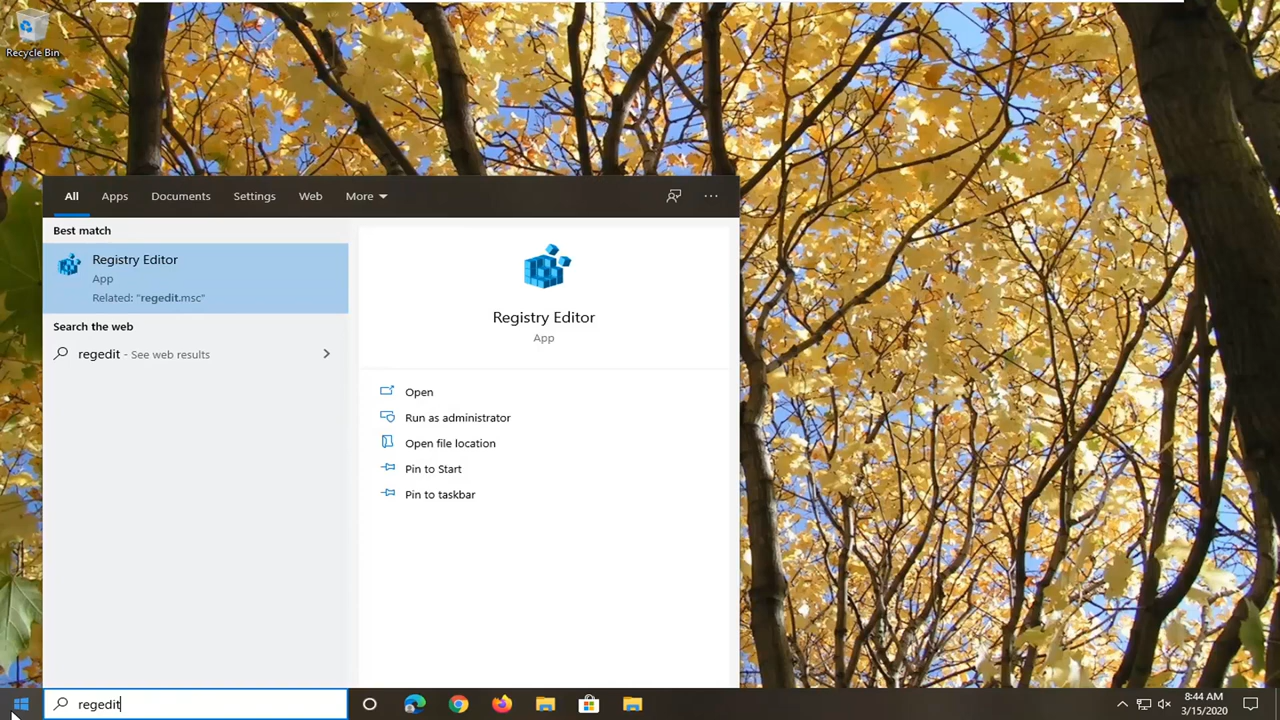 Recycle Bin
All Apps Documents Settings Web More
Best match
Registry Editor
App
Related: "regedit.msc"
Search the web
regedit - See web results
Registry Editor
App
Open
Run as administrator
Open file location
Pin to Start
Pin to taskbar
regedit
8:44 AM
3/15/2020